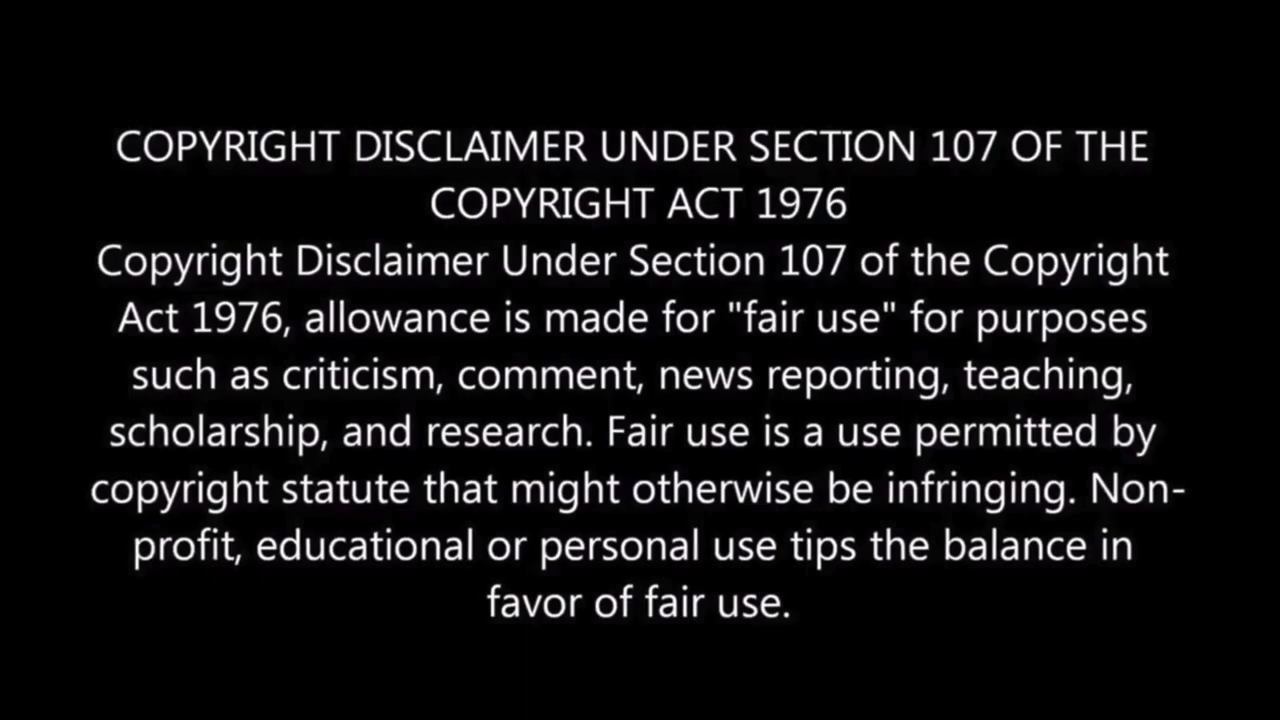 COPYRIGHT DISCLAIMER UNDER SECTION 107 OF THE
COPYRIGHT ACT 1976
Copyright Disclaimer Under Section 107 of the Copyright
Act 1976, allowance is made for "fair use" for purposes
such as criticism, comment, news reporting, teaching,
scholarship, and research. Fair use is a use permitted by
copyright statute that might otherwise be infringing. Non-
profit, educational or personal use tips the balance in
favor of fair use.